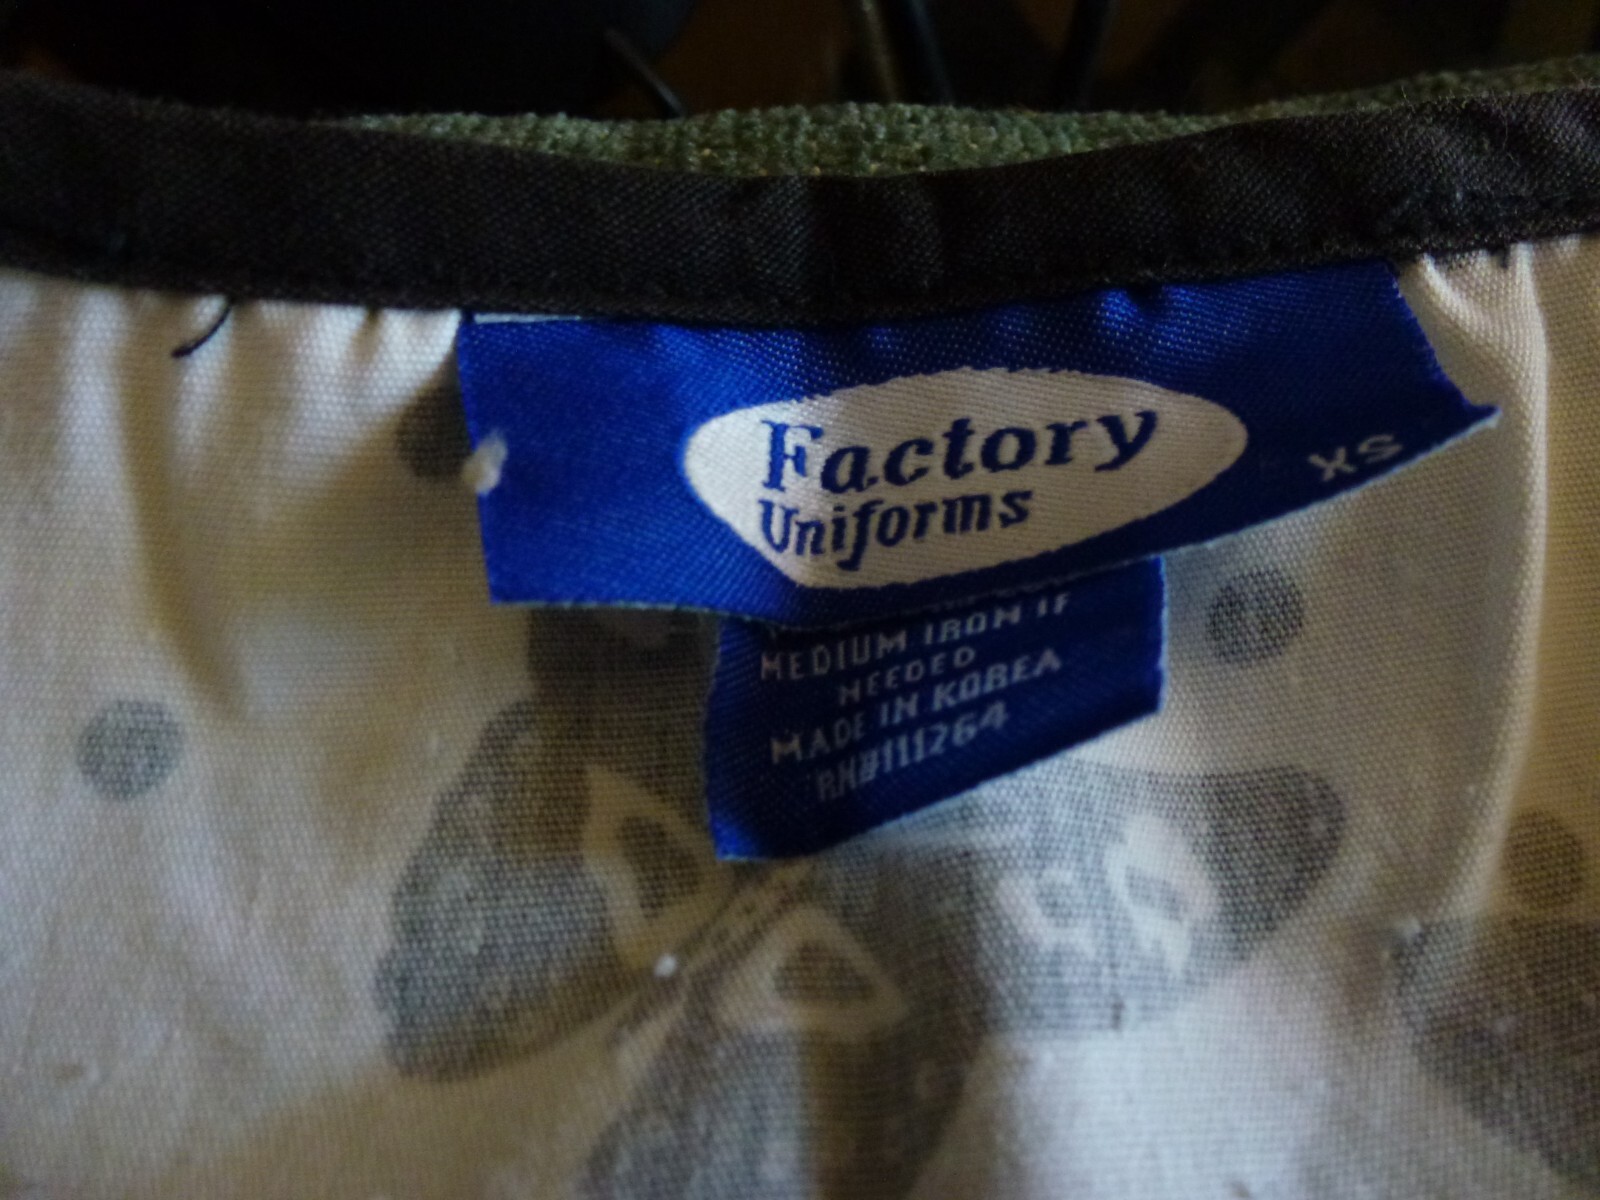 Factory
Uniforms
XS
MEDIUM IRON IF
NEEDED
MADE IN KOREA
RN#111264